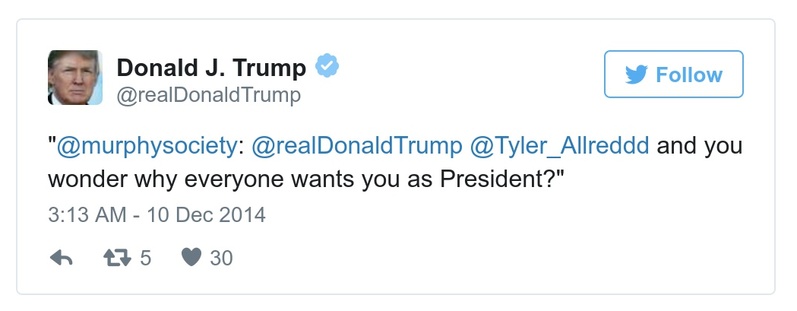 Donald J. Trump
@realDonaldTrump
Follow
"@murphysociety: @realDonaldTrump @Tyler_Allreddd and you
wonder why everyone wants you as President?"
3:13 AM - 10 Dec 2014
5 30